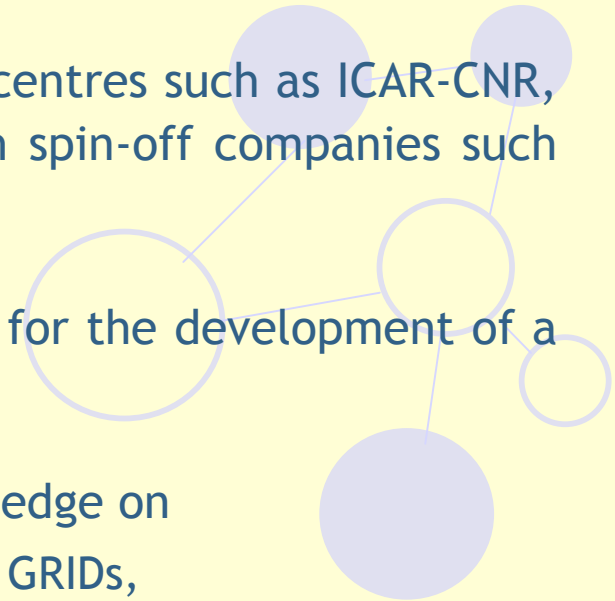 centres such as ICAR-CNR,
spin-off companies such
for the development of a
edge on
GRIDs,